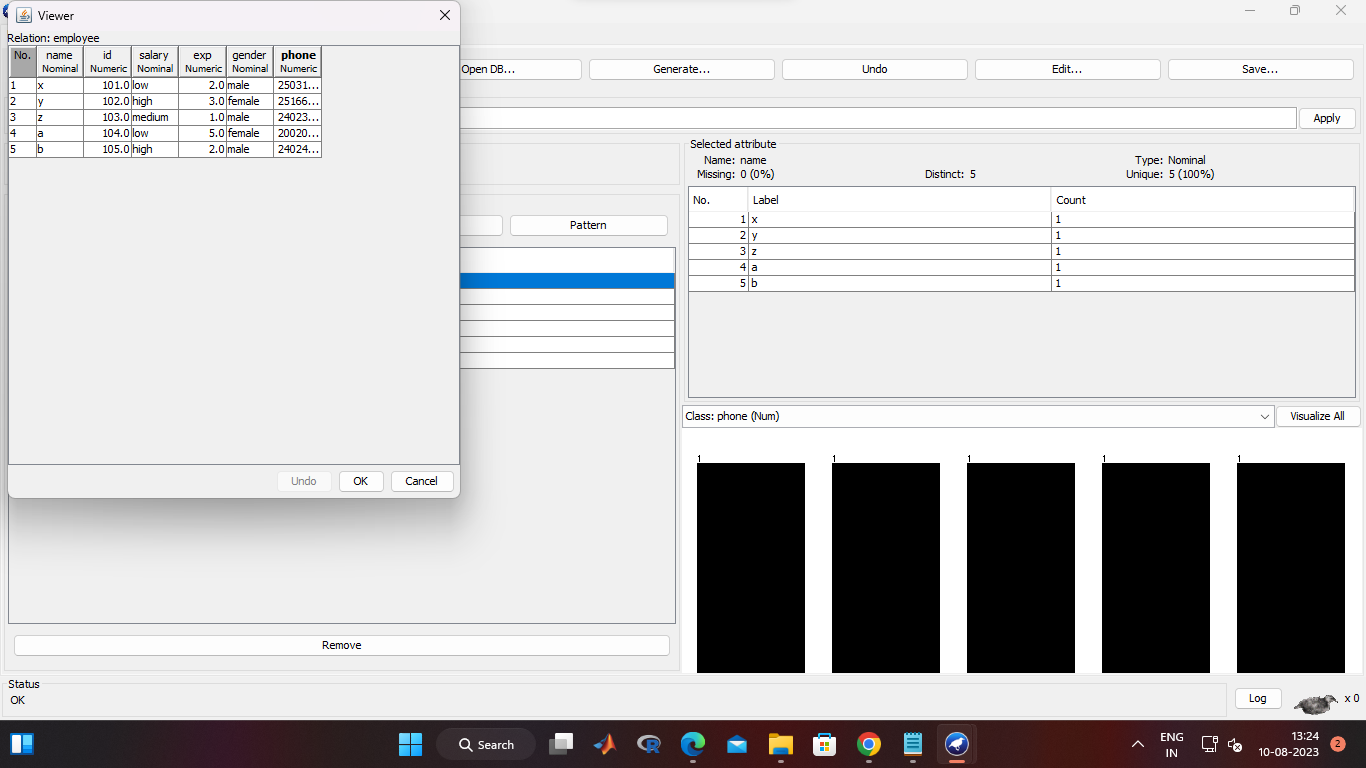 Viewer
Relation: employee
No. name id salary exp gender phone
Nominal Numeric Nominal Numeric Nominal Numeric
1 x 101.0 low 2.0 male 25031...
2 y 102.0 high 3.0 female 25166...
3 z 103.0 medium 1.0 male 24023...
4 a 104.0 low 5.0 female 20020...
5 b 105.0 high 2.0 male 24024...
Undo OK Cancel
Open DB... Generate... Undo Edit... Save...
Apply
Pattern
Remove
Selected attribute
Name: name Type: Nominal
Missing: 0 (0%) Distinct: 5 Unique: 5 (100%)
No. Label Count
1 x 1
2 y 1
3 z 1
4 a 1
5 b 1
Class: phone (Num) Visualize All
1 1 1 1 1
Status
OK
Log x 0
Search
ENG
IN
13:24
10-08-2023
2